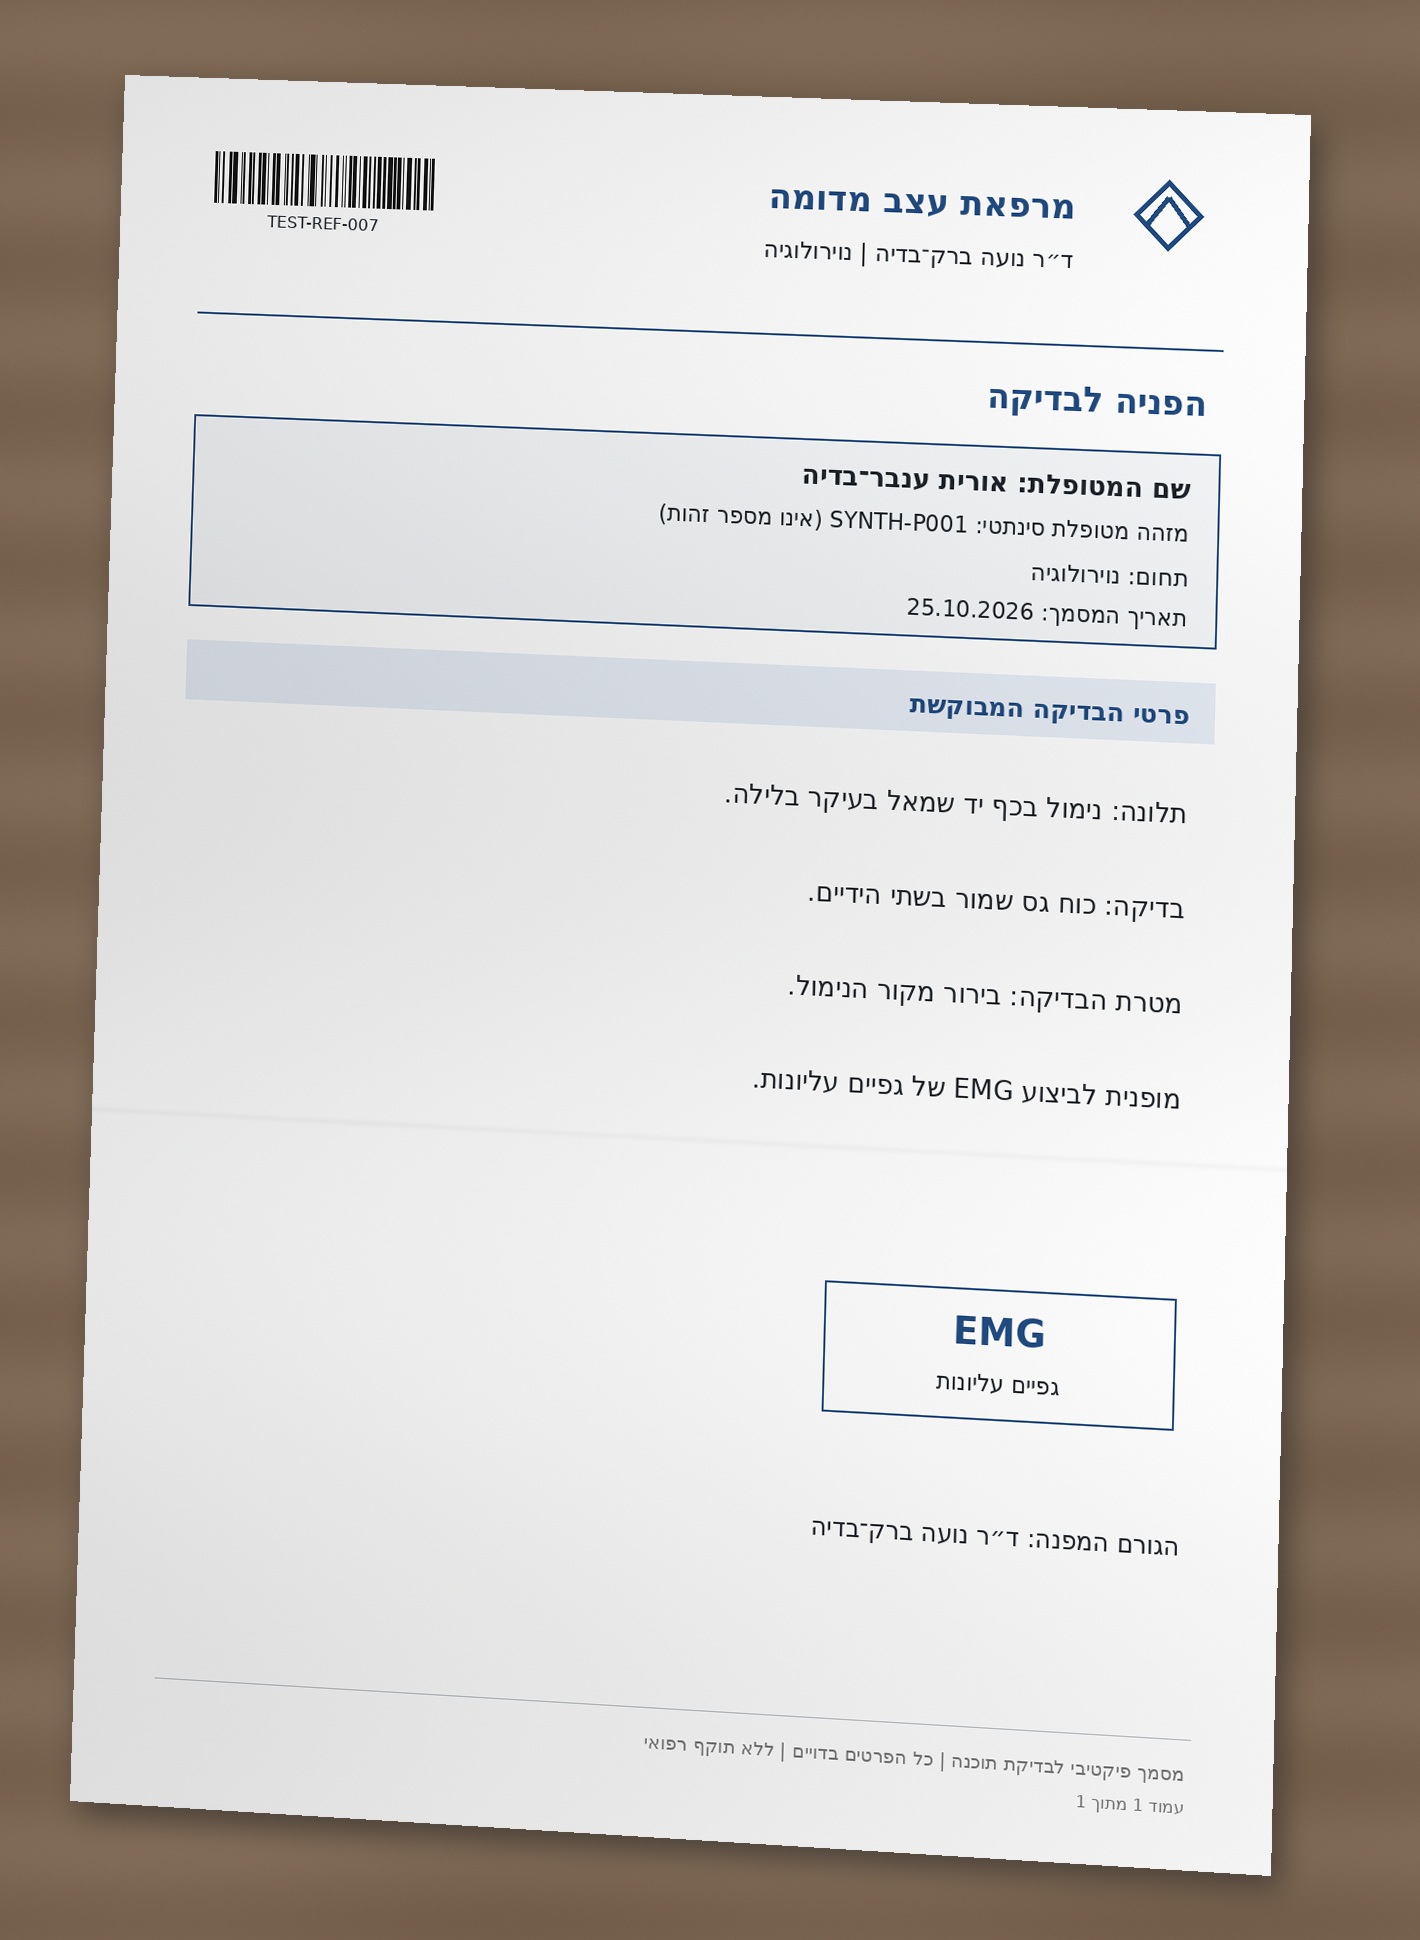 מרפאת עצב מדומה
ד״ר נועה ברק־בדיה | נוירולוגיה
TEST-REF-007
הפניה לבדיקה
שם המטופלת: אורית ענבר־בדיה
מזהה מטופלת סינתטי: SYNTH-P001 (אינו מספר זהות)
תחום: נוירולוגיה
תאריך המסמך: 25.10.2026
פרטי הבדיקה המבוקשת
תלונה: נימול בכף יד שמאל בעיקר בלילה.
בדיקה: כוח גס שמור בשתי הידיים.
מטרת הבדיקה: בירור מקור הנימול.
מופנית לביצוע EMG של גפיים עליונות.
EMG
גפיים עליונות
הגורם המפנה: ד״ר נועה ברק־בדיה
מסמך פיקטיבי לבדיקת תוכנה | כל הפרטים בדויים | ללא תוקף רפואי
עמוד 1 מתוך 1